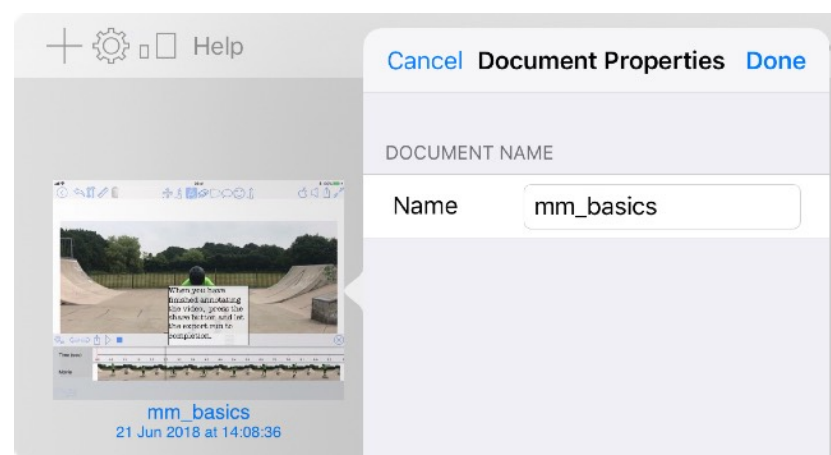 Help
Cancel Document Properties Done
DOCUMENT NAME
Name mm_basics
When you have
finished annotating
the video, press the
share button and let
the export run to
completion.
mm_basics
21 Jun 2018 at 14:08:36